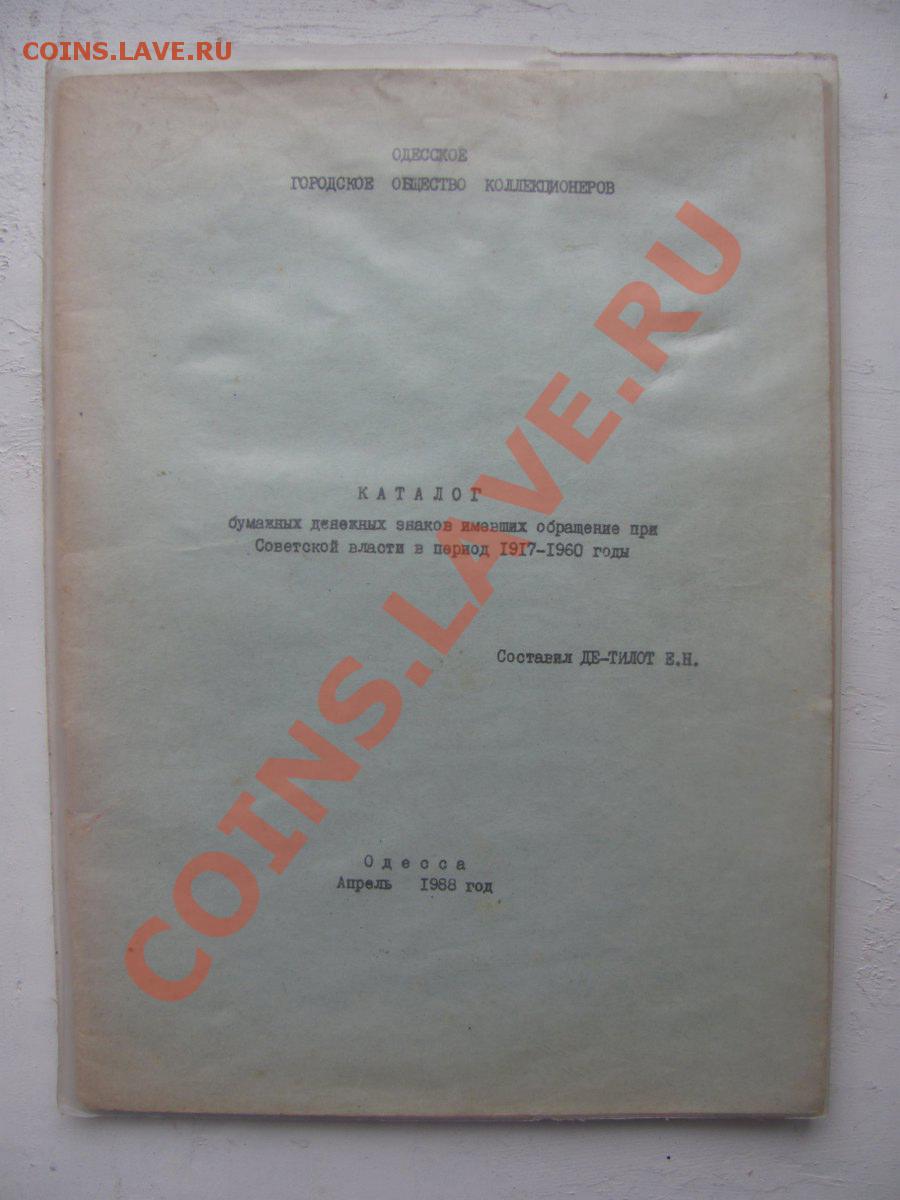 COINS.LAVE.RU
ОДЕССКОЕ
ГОРОДСКОЕ ОБЩЕСТВО КОЛЛЕКЦИОНЕРОВ
КАТАЛОГ
бумажных денежных знаков имевших обращение при
Советской власти в период 1917-1960 годы
Составил ДЕ-ТИЛОТ Е.Н.
Одесса
Апрель 1988 год
COINS.LAVE.RU